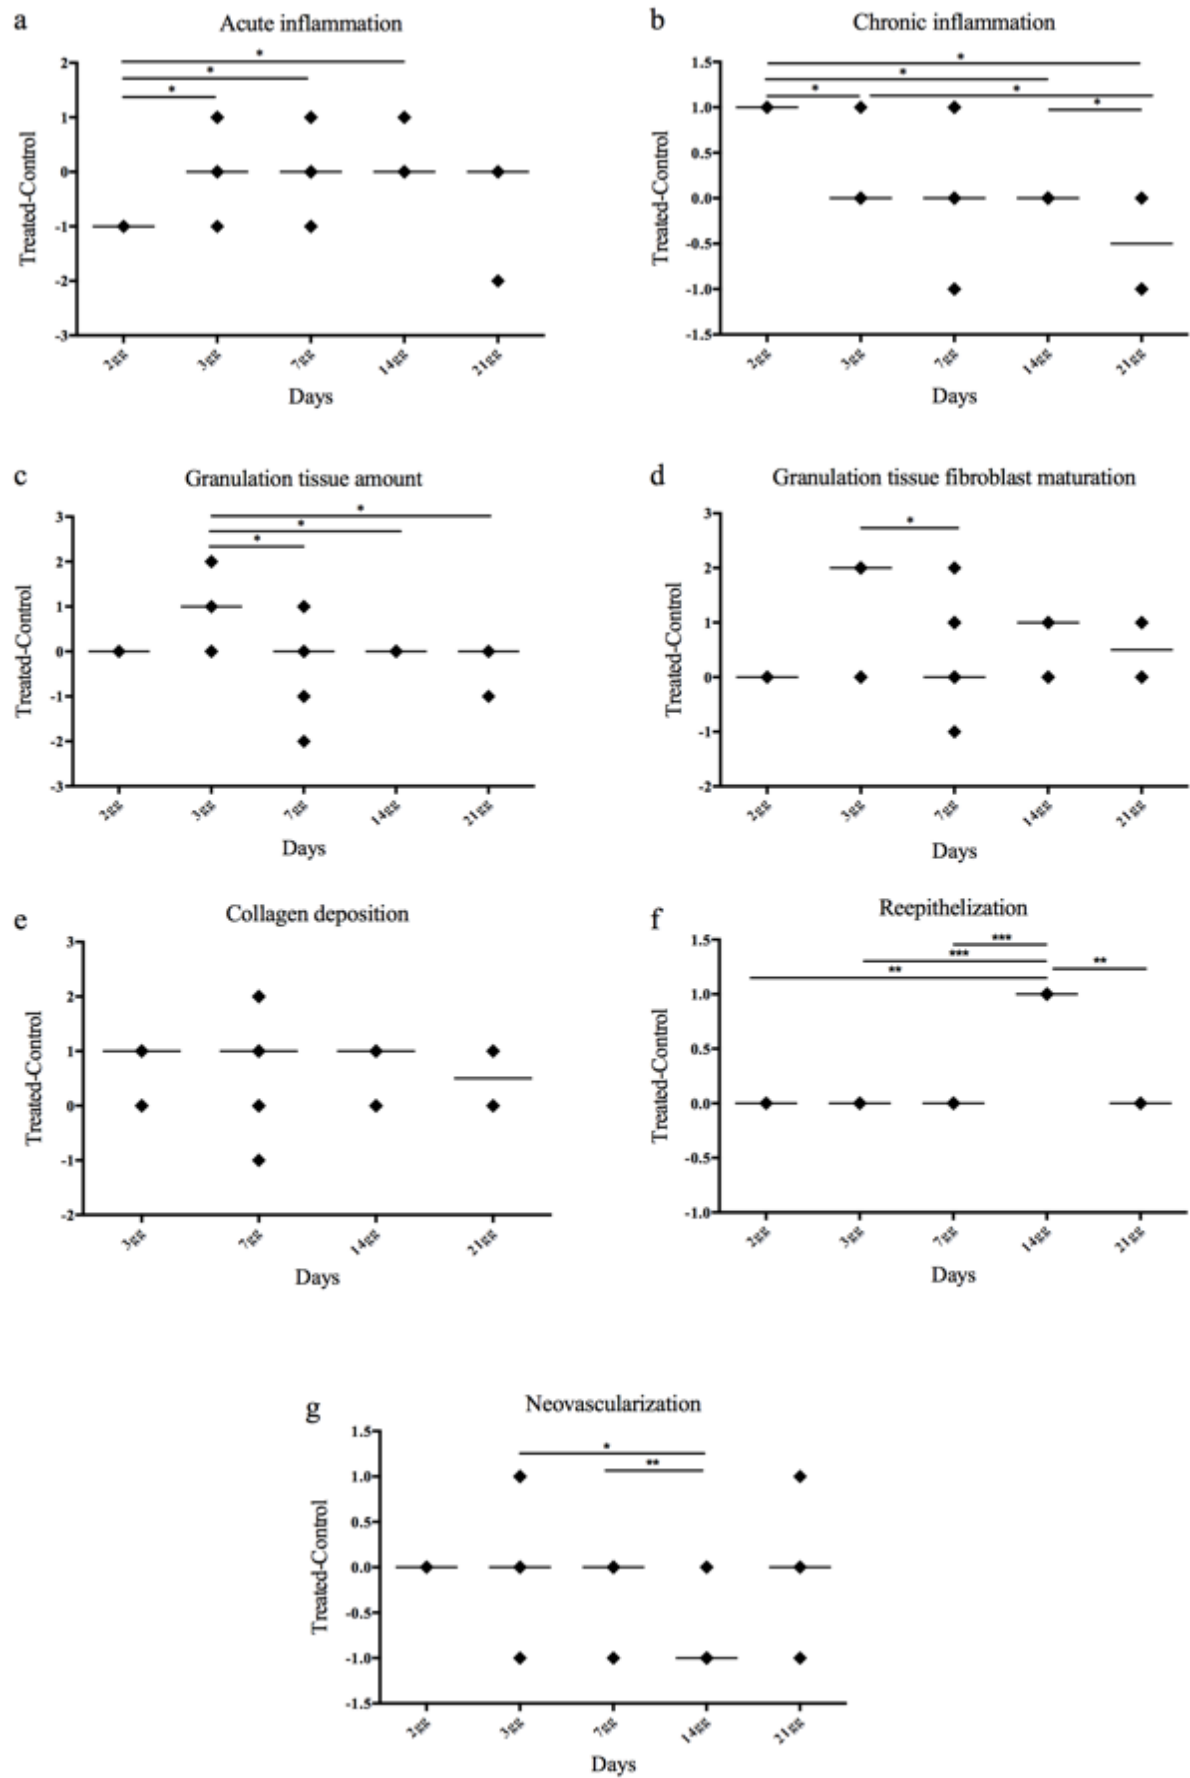 a
Acute inflammation
*
*
*
2
1
0
-1
-2
-3
Treated-Control
2gg 3gg 7gg 14gg 21gg
Days
b
Chronic inflammation
*
*
* *
*
1.5
1.0
0.5
0.0
-0.5
-1.0
-1.5
Treated-Control
2gg 3gg 7gg 14gg 21gg
Days
c
Granulation tissue amount
*
*
*
3
2
1
0
-1
-2
-3
Treated-Control
2gg 3gg 7gg 14gg 21gg
Days
d
Granulation tissue fibroblast maturation
*
3
2
1
0
-1
-2
Treated-Control
2gg 3gg 7gg 14gg 21gg
Days
e
Collagen deposition
3
2
1
0
-1
-2
Treated-Control
3gg 7gg 14gg 21gg
Days
f
Reepithelization
***
***
** **
1.5
1.0
0.5
0.0
-0.5
-1.0
Treated-Control
2gg 3gg 7gg 14gg 21gg
Days
g
Neovascularization
*
**
1.5
1.0
0.5
0.0
-0.5
-1.0
-1.5
Treated-Control
2gg 3gg 7gg 14gg 21gg
Days